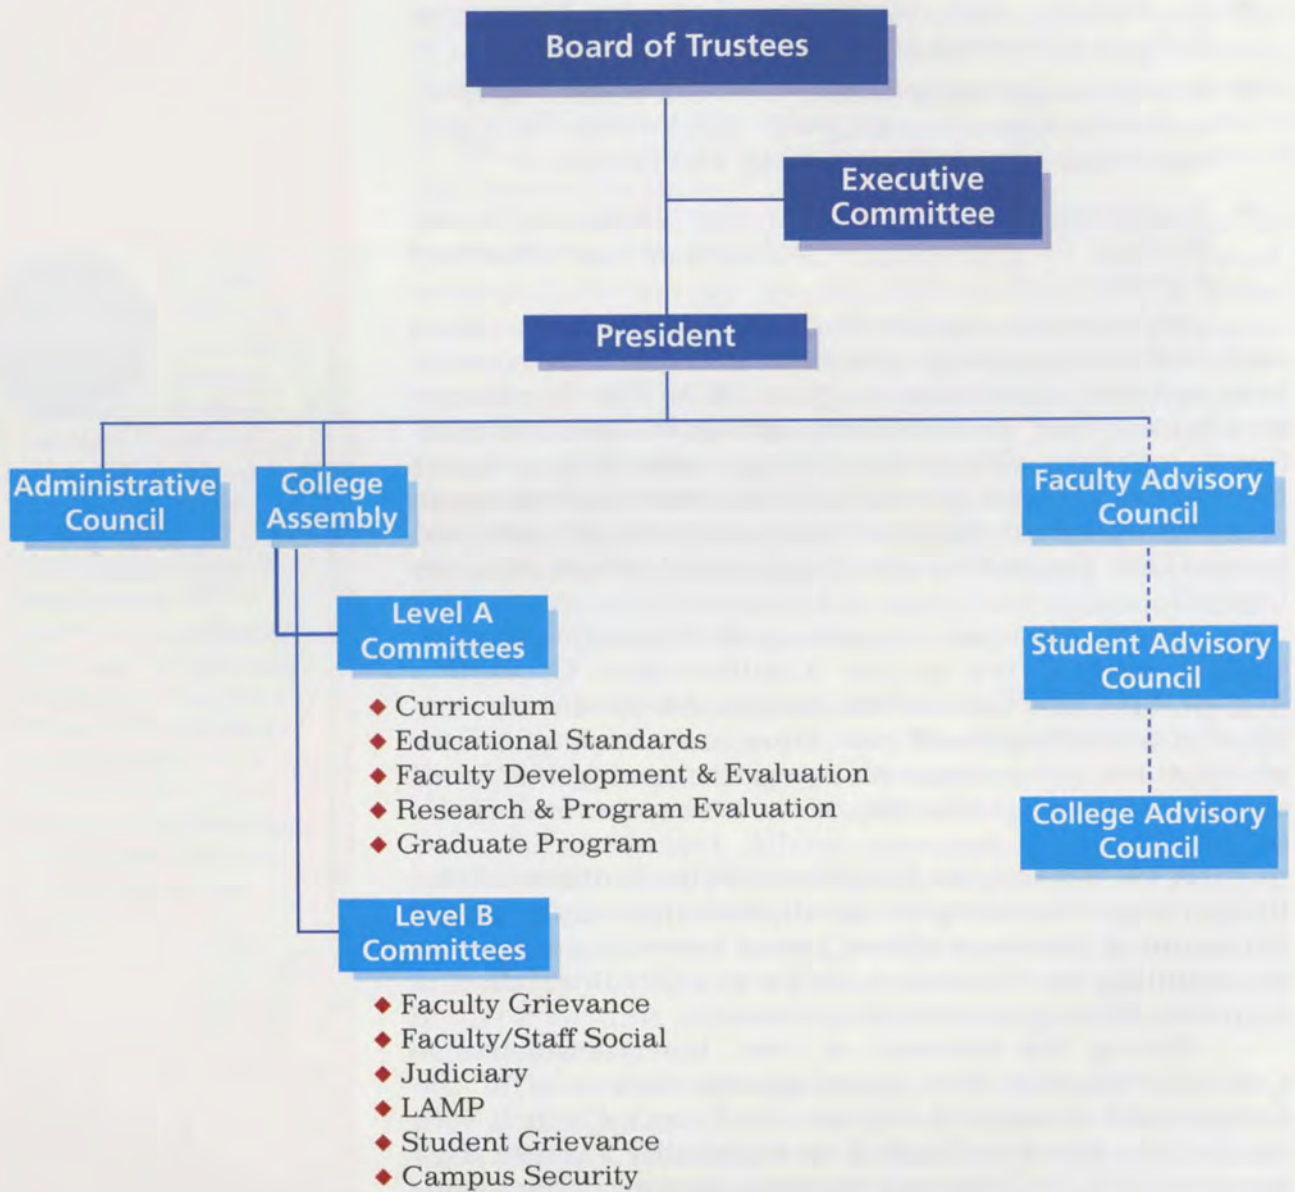 Board of Trustees
Executive
Committee
President
Administrative
Council
College
Assembly
Faculty Advisory
Council
Level A
Committees
Student Advisory
Council
◆ Curriculum
◆ Educational Standards
◆ Faculty Development & Evaluation
◆ Research & Program Evaluation
◆ Graduate Program
College Advisory
Council
Level B
Committees
◆ Faculty Grievance
◆ Faculty/Staff Social
◆ Judiciary
◆ LAMP
◆ Student Grievance
◆ Campus Security